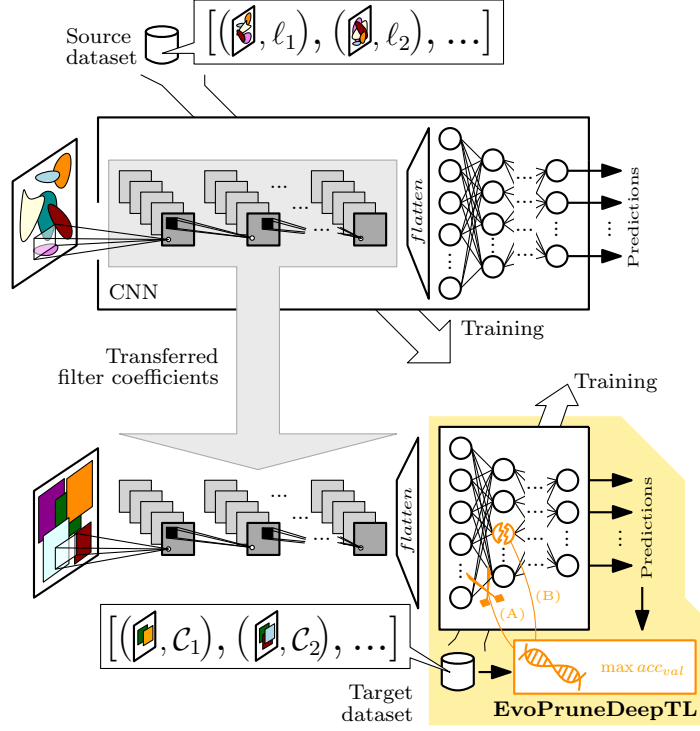 Source
dataset
[( , ℓ1), ( , ℓ2), ...]
...
...
...
flatten
...
...
Predictions
...
CNN
Training
Transferred
filter coefficients
Training
...
...
...
flatten
...
...
Predictions
...
(A)
(B)
[( , C1), ( , C2), ...]
max acc_val
Target
dataset
EvoPruneDeepTL